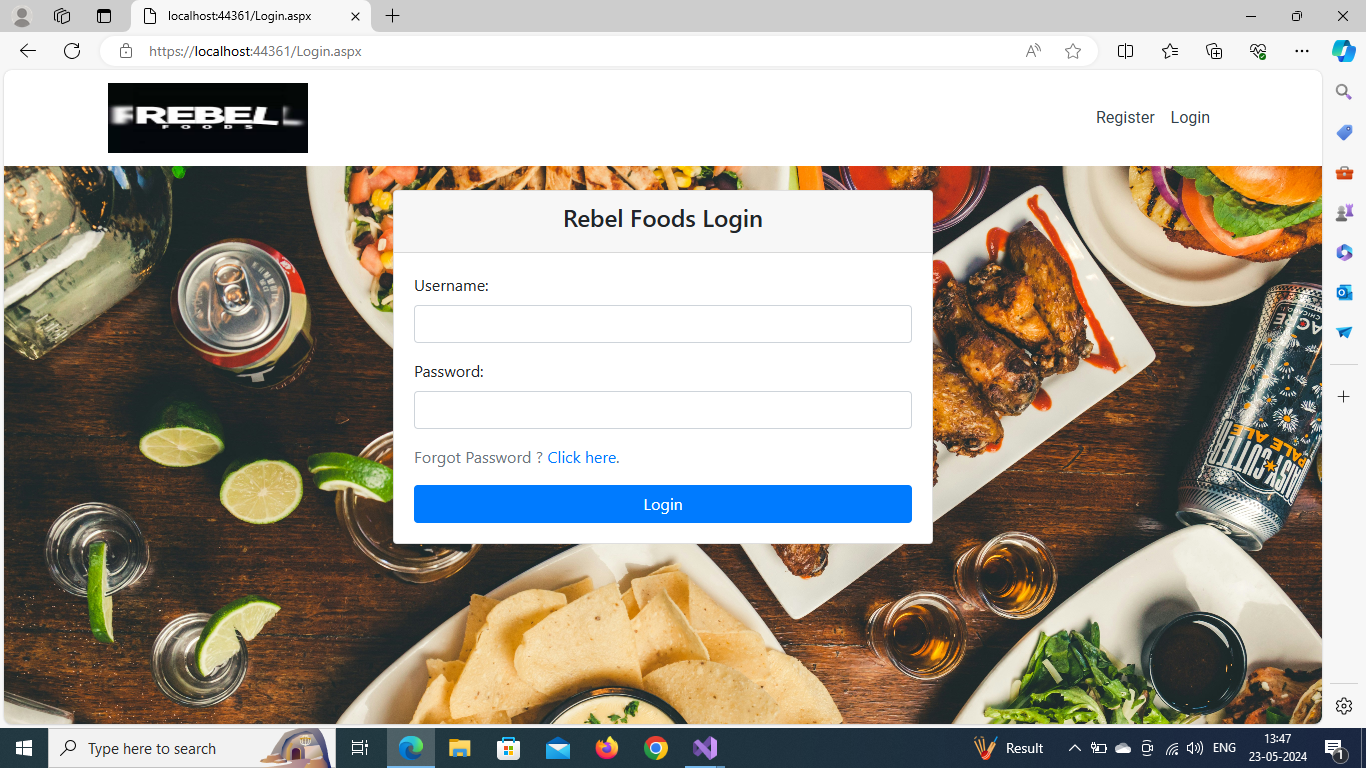 localhost:44361/Login.aspx
https://localhost:44361/Login.aspx
REBEL
FOODS
Register Login
Rebel Foods Login
Username:
Password:
Forgot Password ? Click here.
Login
PALE ALE
Type here to search
Result
ENG
13:47
23-05-2024
1